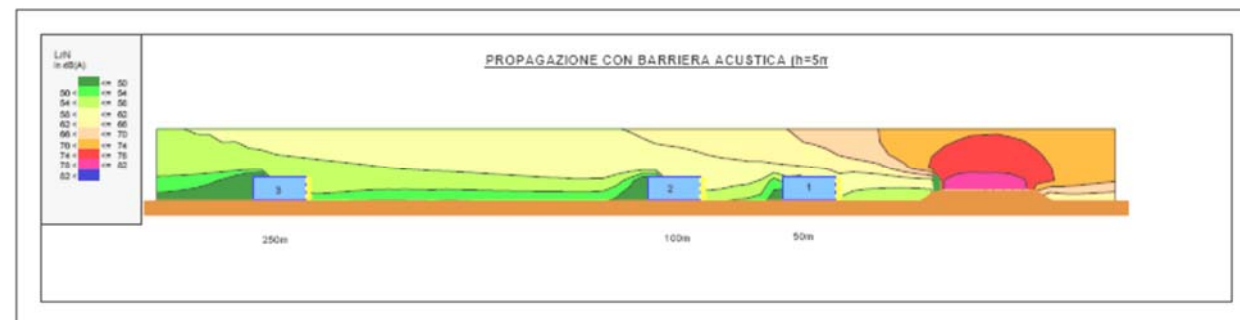 PROPAGAZIONE CON BARRIERA ACUSTICA (h=5m
LrN
in dB(A)
<= 50
50 < <= 54
54 < <= 58
58 < <= 62
62 < <= 66
66 < <= 70
70 < <= 74
74 < <= 78
78 < <= 82
82 <
3
2
1
250m
100m
50m